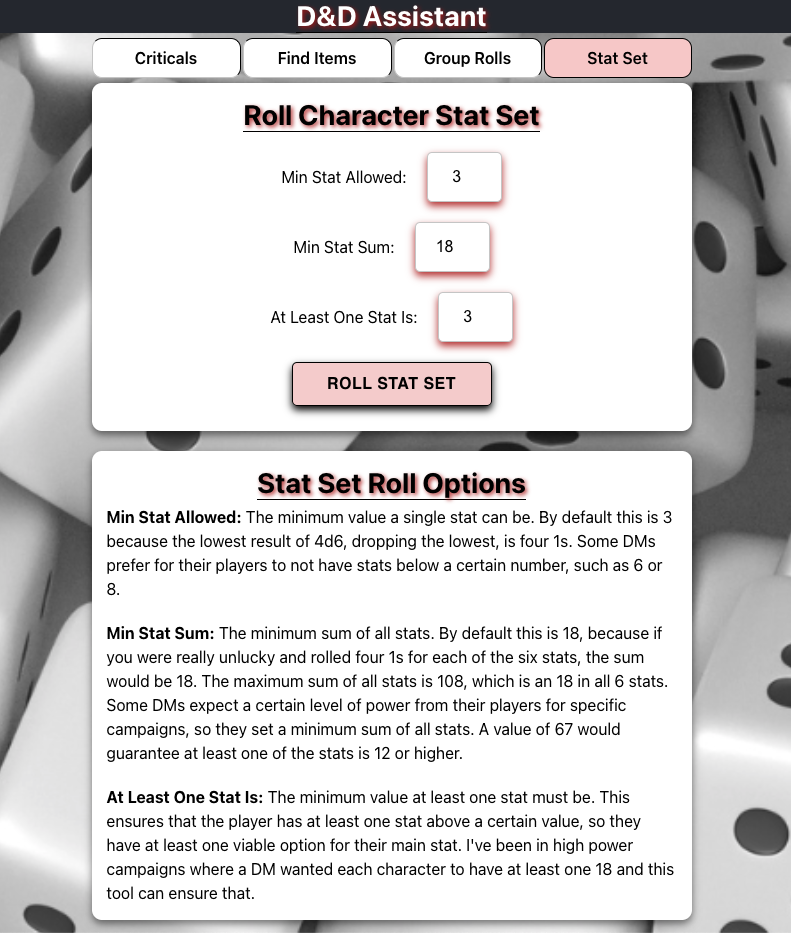 D&D Assistant
Criticals
Find Items
Group Rolls
Stat Set
Roll Character Stat Set
Min Stat Allowed: 3
Min Stat Sum: 18
At Least One Stat Is: 3
ROLL STAT SET
Stat Set Roll Options
Min Stat Allowed: The minimum value a single stat can be. By default this is 3
because the lowest result of 4d6, dropping the lowest, is four 1s. Some DMs
prefer for their players to not have stats below a certain number, such as 6 or
8.
Min Stat Sum: The minimum sum of all stats. By default this is 18, because if
you were really unlucky and rolled four 1s for each of the six stats, the sum
would be 18. The maximum sum of all stats is 108, which is an 18 in all 6 stats.
Some DMs expect a certain level of power from their players for specific
campaigns, so they set a minimum sum of all stats. A value of 67 would
guarantee at least one of the stats is 12 or higher.
At Least One Stat Is: The minimum value at least one stat must be. This
ensures that the player has at least one stat above a certain value, so they
have at least one viable option for their main stat. I've been in high power
campaigns where a DM wanted each character to have at least one 18 and this
tool can ensure that.